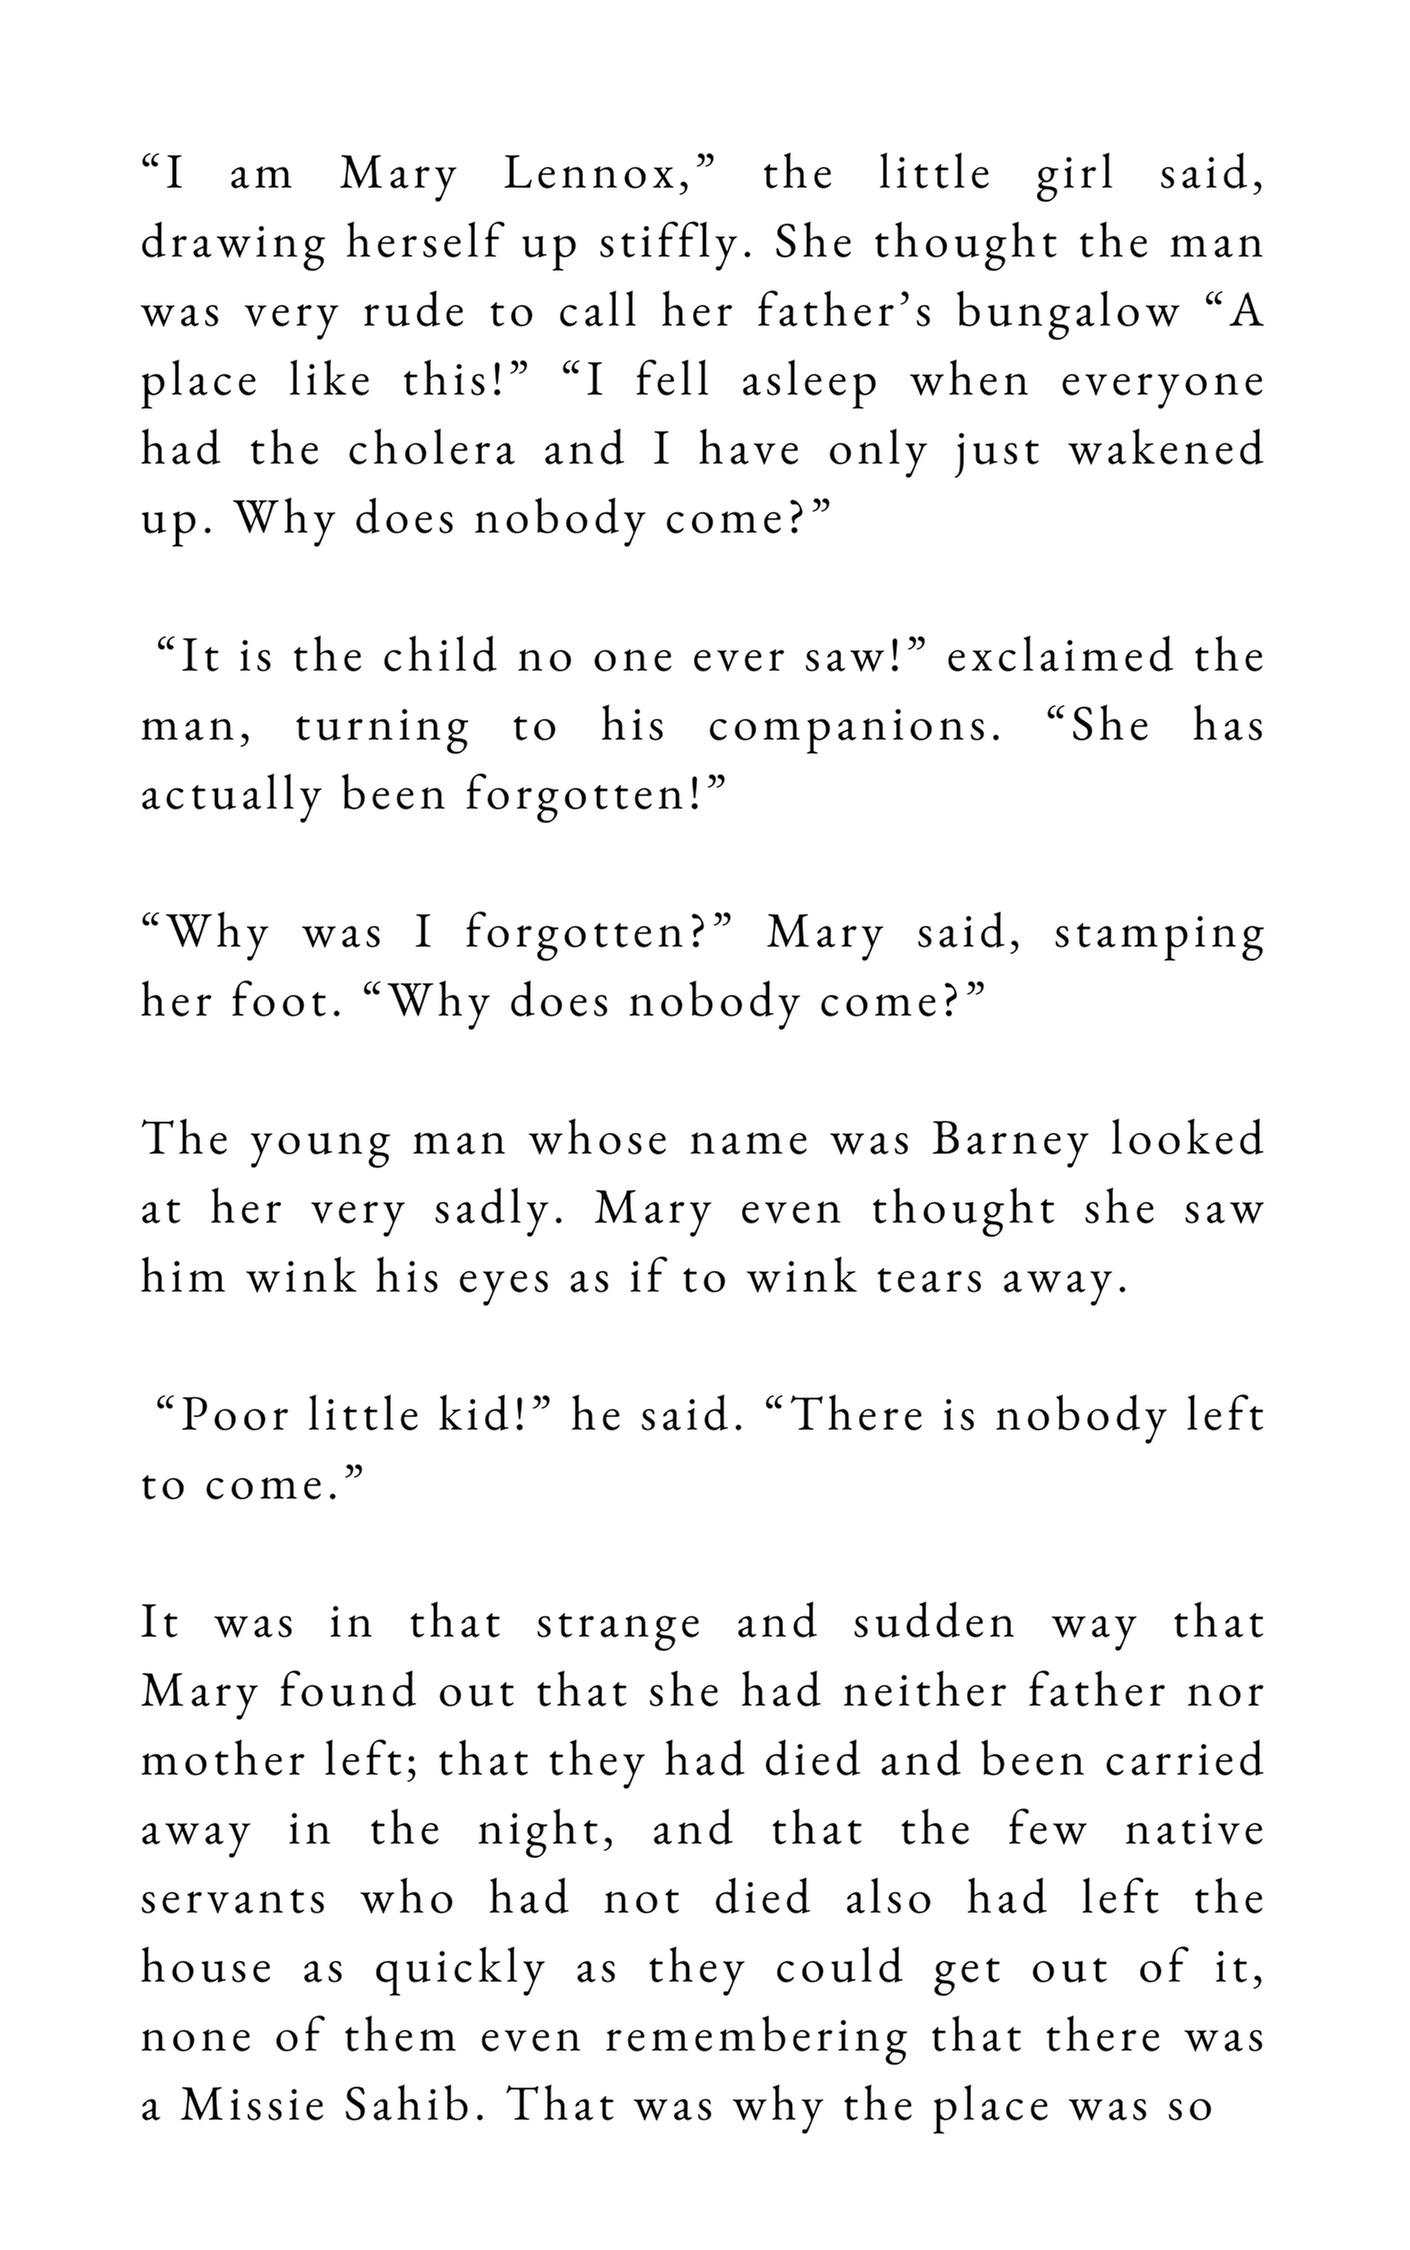 “I am Mary Lennox,” the little girl said,
drawing herself up stiffly. She thought the man
was very rude to call her father’s bungalow “A
place like this!” “I fell asleep when everyone
had the cholera and I have only just wakened
up. Why does nobody come?”
“It is the child no one ever saw!” exclaimed the
man, turning to his companions. “She has
actually been forgotten!”
“Why was I forgotten?” Mary said, stamping
her foot. “Why does nobody come?”
The young man whose name was Barney looked
at her very sadly. Mary even thought she saw
him wink his eyes as if to wink tears away.
“Poor little kid!” he said. “There is nobody left
to come.”
It was in that strange and sudden way that
Mary found out that she had neither father nor
mother left; that they had died and been carried
away in the night, and that the few native
servants who had not died also had left the
house as quickly as they could get out of it,
none of them even remembering that there was
a Missie Sahib. That was why the place was so